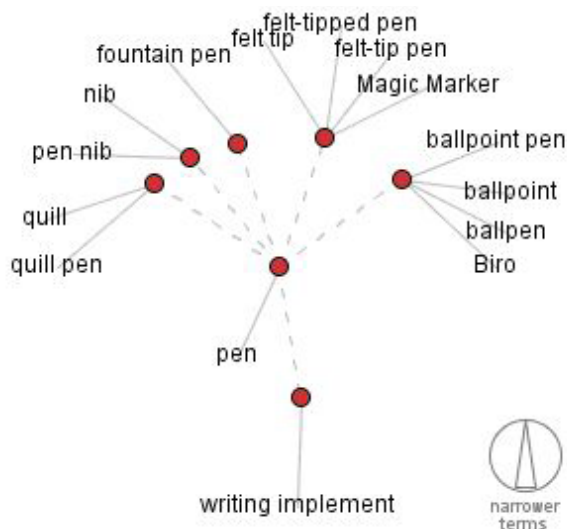 felt-tipped pen
felt tip
felt-tip pen
fountain pen
Magic Marker
nib
ballpoint pen
pen nib
ballpoint
quill
ballpen
quill pen
Biro
pen
writing implement
narrower
terms